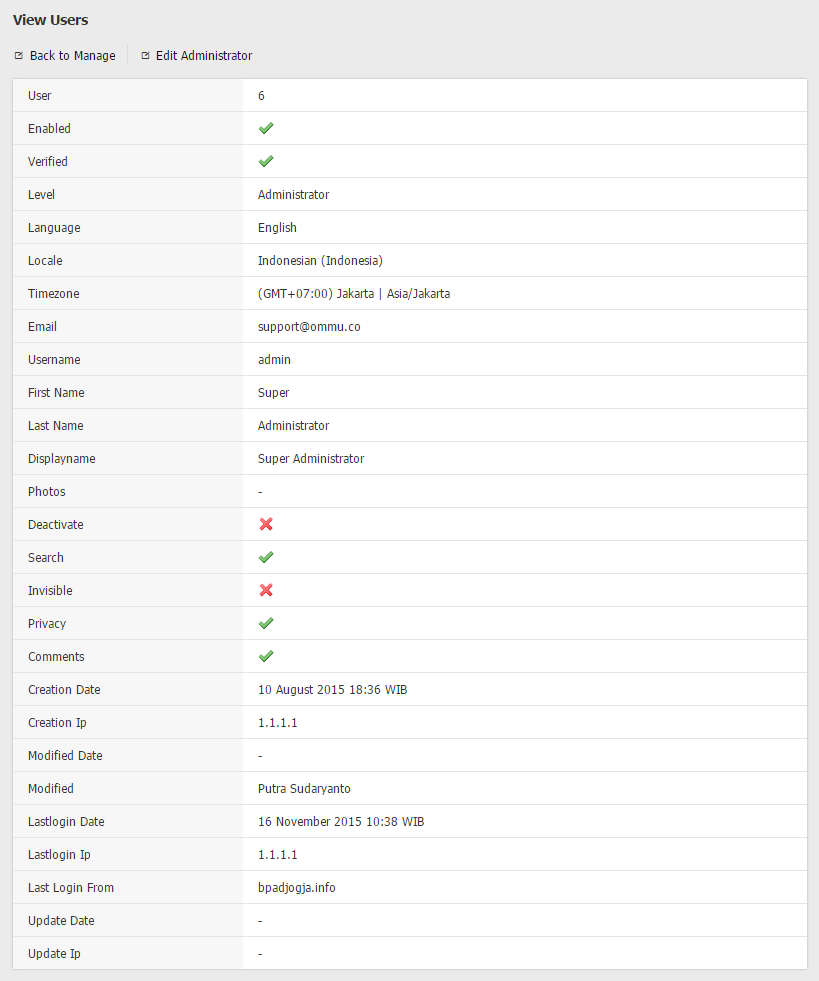 View Users
Back to Manage Edit Administrator
User 6
Enabled
Verified
Level Administrator
Language English
Locale Indonesian (Indonesia)
Timezone (GMT+07:00) Jakarta | Asia/Jakarta
Email support@ommu.co
Username admin
First Name Super
Last Name Administrator
Displayname Super Administrator
Photos -
Deactivate
Search
Invisible
Privacy
Comments
Creation Date 10 August 2015 18:36 WIB
Creation Ip 1.1.1.1
Modified Date -
Modified Putra Sudaryanto
Lastlogin Date 16 November 2015 10:38 WIB
Lastlogin Ip 1.1.1.1
Last Login From bpadjogja.info
Update Date -
Update Ip -